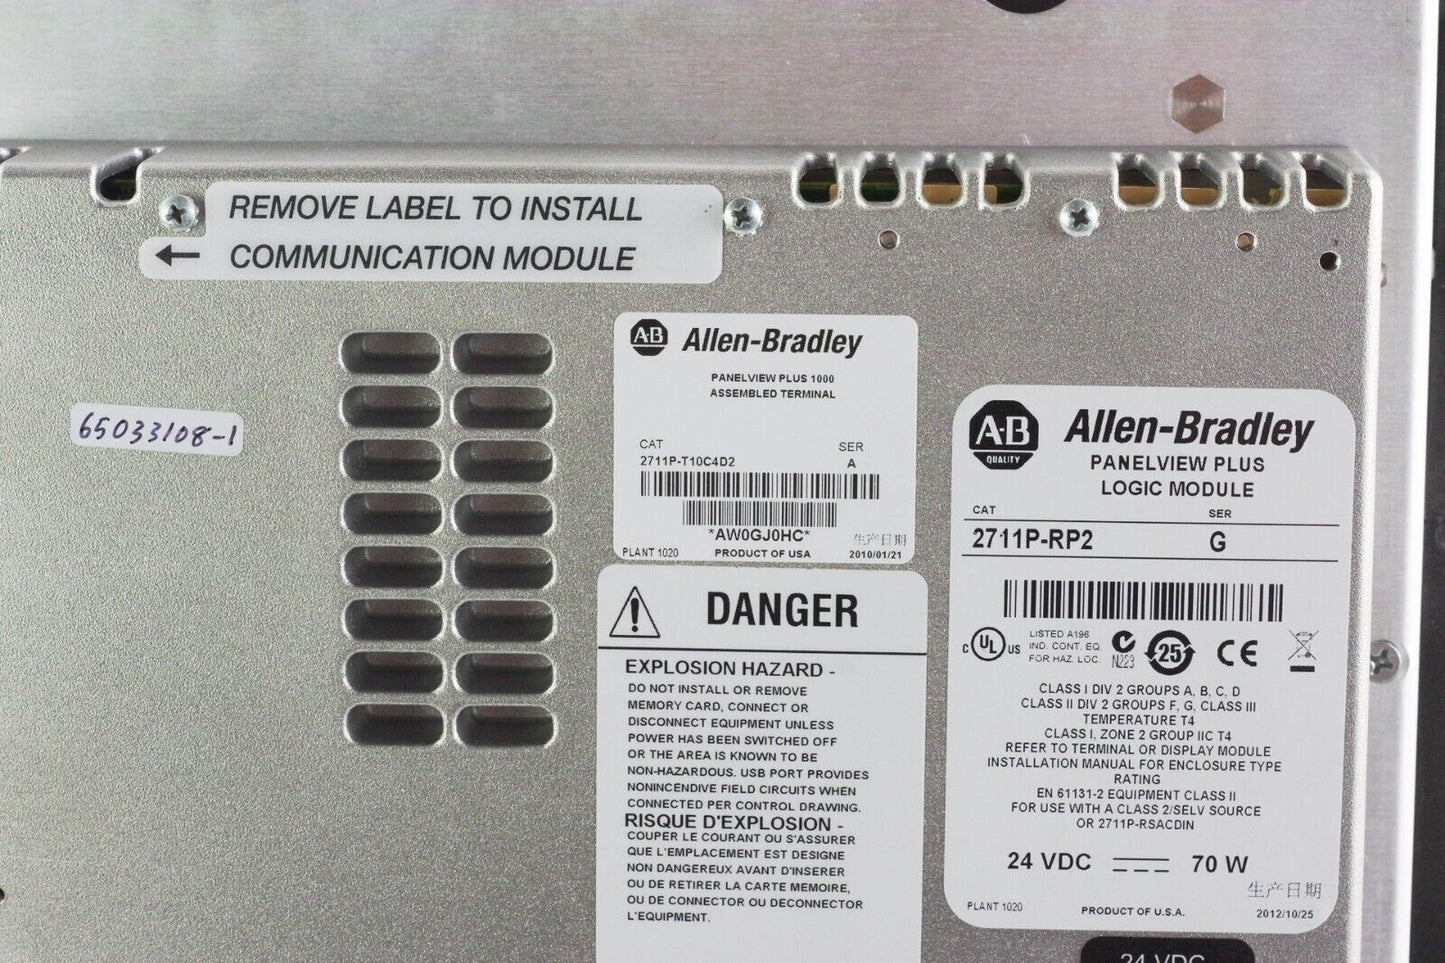 REMOVE LABEL TO INSTALL
← COMMUNICATION MODULE
65033108-1
A-B Allen-Bradley
PANELVIEW PLUS 1000
ASSEMBLED TERMINAL
CAT SER
2711P-T10C4D2 A
*AW0GJ0HC*
生产日期
PLANT 1020 PRODUCT OF USA 2010/01/21
DANGER
EXPLOSION HAZARD -
DO NOT INSTALL OR REMOVE
MEMORY CARD, CONNECT OR
DISCONNECT EQUIPMENT UNLESS
POWER HAS BEEN SWITCHED OFF
OR THE AREA IS KNOWN TO BE
NON-HAZARDOUS. USB PORT PROVIDES
NONINCENDIVE FIELD CIRCUITS WHEN
CONNECTED PER CONTROL DRAWING.
RISQUE D'EXPLOSION -
COUPER LE COURANT OU S'ASSURER
QUE L'EMPLACEMENT EST DESIGNE
NON DANGEREUX AVANT D'INSERER
OU DE RETIRER LA CARTE MEMOIRE,
OU DE CONNECTOR OU DECONNECTOR
L'EQUIPMENT.
A-B Allen-Bradley
QUALITY
PANELVIEW PLUS
LOGIC MODULE
CAT SER
2711P-RP2 G
C UL US
LISTED A196
IND. CONT. EQ.
FOR HAZ. LOC.
N223
25
CE
CLASS I DIV 2 GROUPS A, B, C, D
CLASS II DIV 2 GROUPS F, G, CLASS III
TEMPERATURE T4
CLASS I, ZONE 2 GROUP IIC T4
REFER TO TERMINAL OR DISPLAY MODULE
INSTALLATION MANUAL FOR ENCLOSURE TYPE
RATING
EN 61131-2 EQUIPMENT CLASS II
FOR USE WITH A CLASS 2/SELV SOURCE
OR 2711P-RSACDIN
24 VDC 70 W
生产日期
PLANT 1020 PRODUCT OF U.S.A. 2012/10/25
24 VDC